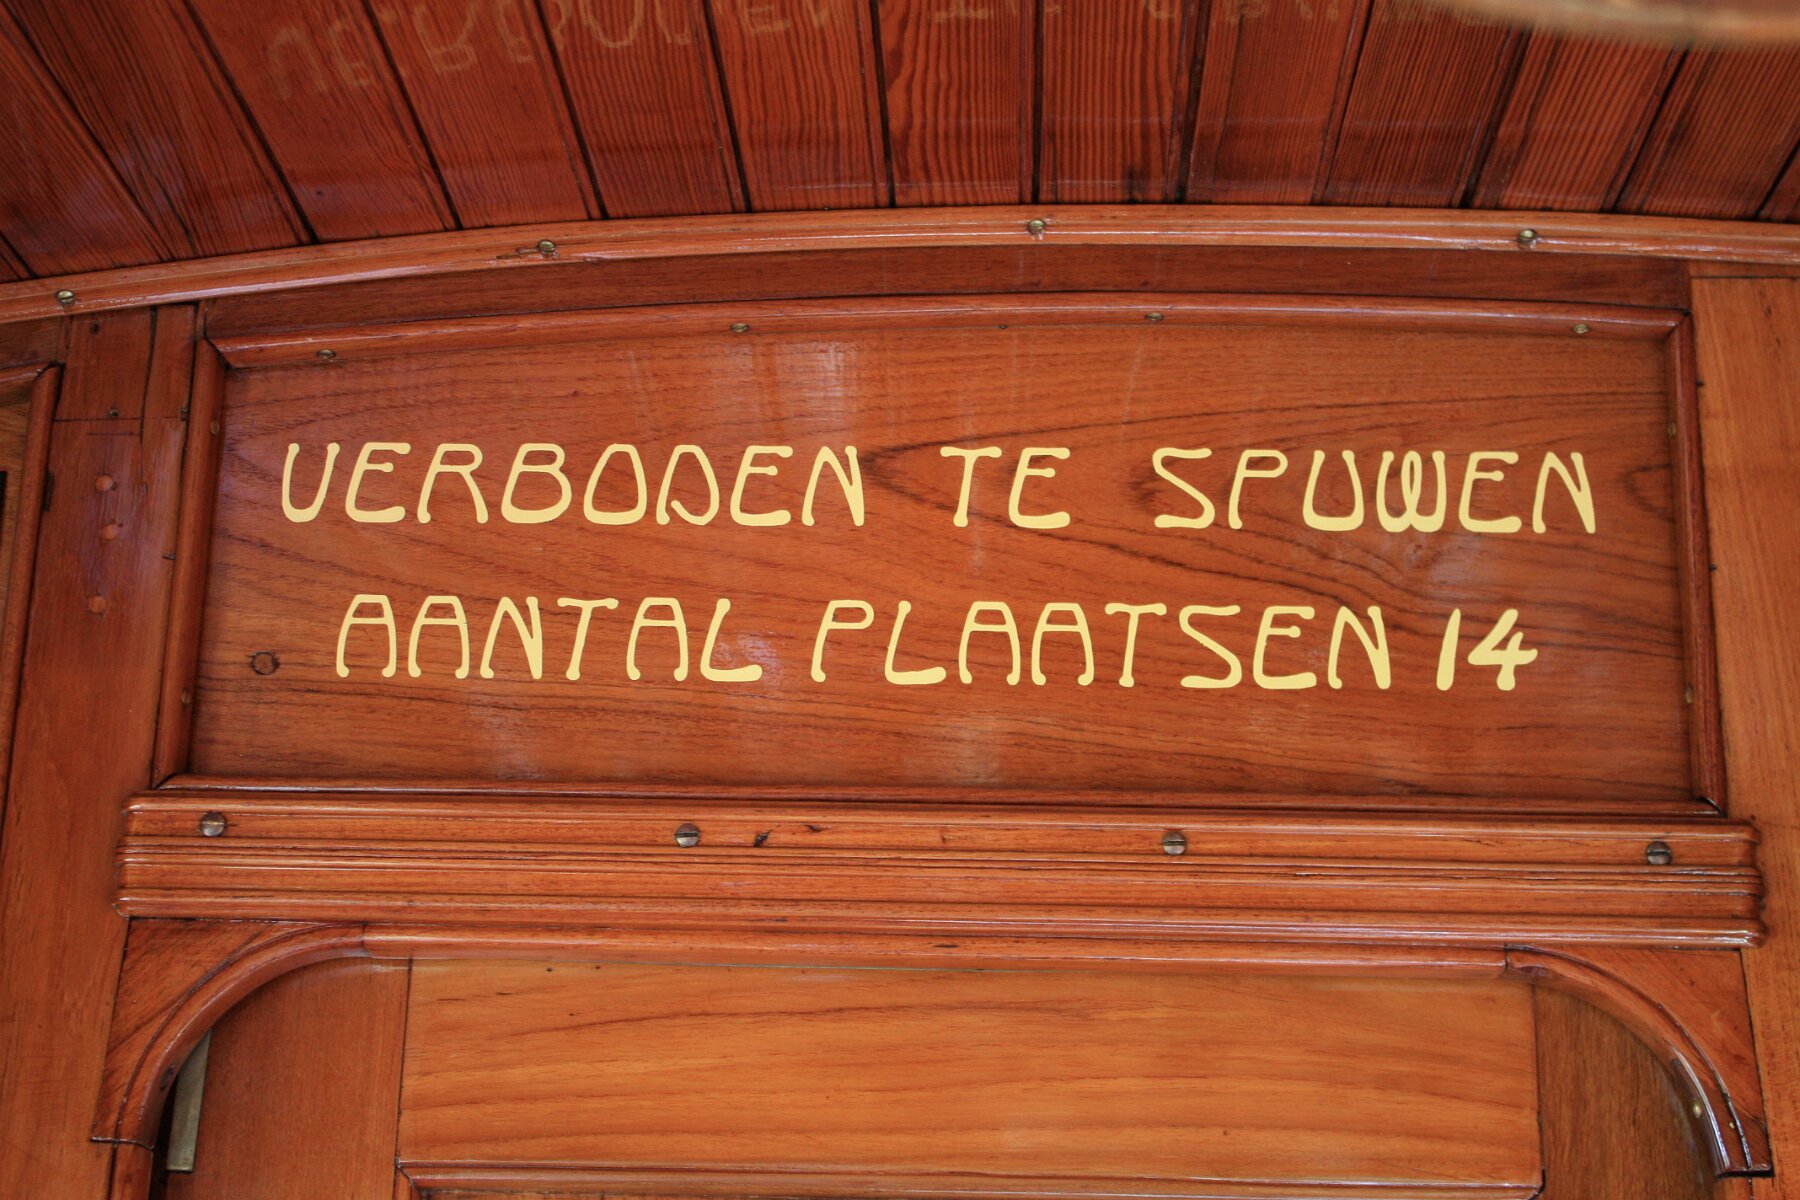 VERBODEN TE SPUWEN
AANTAL PLAATSEN 14